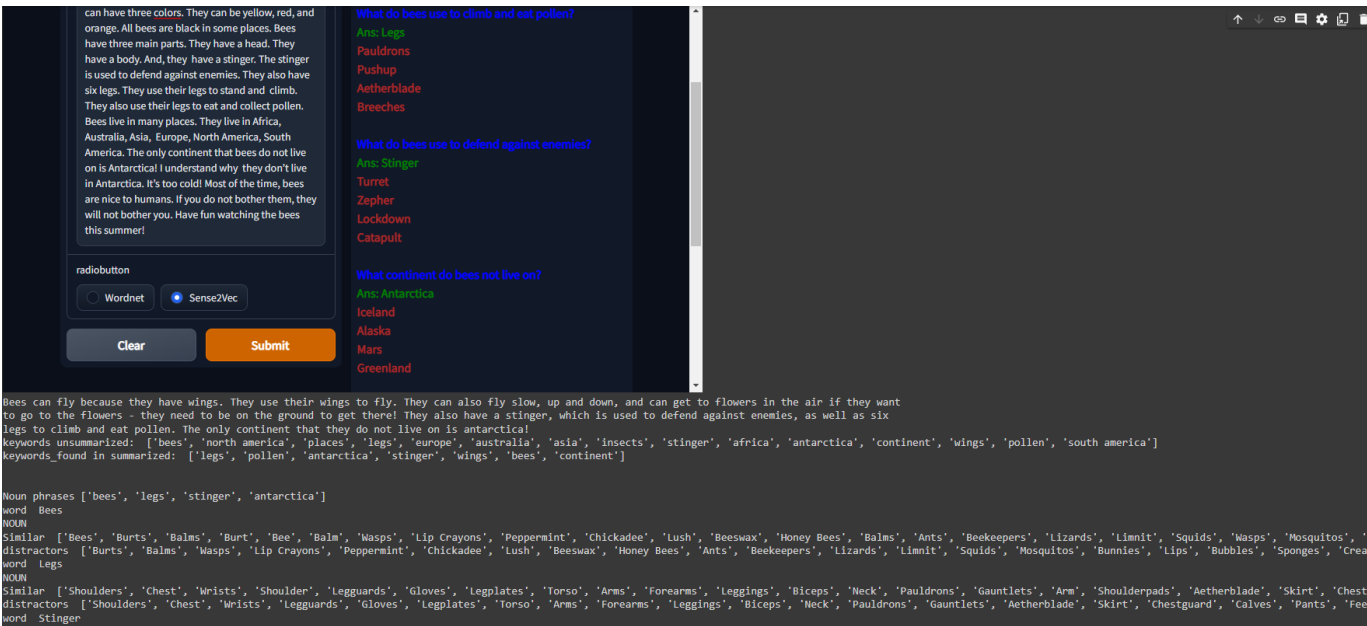 can have three colors. They can be yellow, red, and
orange. All bees are black in some places. Bees
have three main parts. They have a head. They
have a body. And, they have a stinger. The stinger
is used to defend against enemies. They also have
six legs. They use their legs to stand and climb.
They also use their legs to eat and collect pollen.
Bees live in many places. They live in Africa,
Australia, Asia, Europe, North America, South
America. The only continent that bees do not live
on is Antarctica! I understand why they don't live
in Antarctica. It's too cold! Most of the time, bees
are nice to humans. If you do not bother them, they
will not bother you. Have fun watching the bees
this summer!
radiobutton
Wordnet
Sense2Vec
Clear
Submit
What do bees use to climb and eat pollen?
Ans: Legs
Pauldrons
Pushup
Aetherblade
Breeches
What do bees use to defend against enemies?
Ans: Stinger
Turret
Zepher
Lockdown
Catapult
What continent do bees not live on?
Ans: Antarctica
Iceland
Alaska
Mars
Greenland
Bees can fly because they have wings. They use their wings to fly. They can also fly slow, up and down, and can get to flowers in the air if they want
to go to the flowers - they need to be on the ground to get there! They also have a stinger, which is used to defend against enemies, as well as six
legs to climb and eat pollen. The only continent that they do not live on is antarctica!
keywords unsummarized:  ['bees', 'north america', 'places', 'legs', 'europe', 'australia', 'asia', 'insects', 'stinger', 'africa', 'antarctica', 'continent', 'wings', 'pollen', 'south america']
keywords_found in summarized:  ['legs', 'pollen', 'antarctica', 'stinger', 'wings', 'bees', 'continent']
Noun phrases ['bees', 'legs', 'stinger', 'antarctica']
word  Bees
NOUN
Similar  ['Bees', 'Burts', 'Balms', 'Burt', 'Bee', 'Balm', 'Wasps', 'Lip Crayons', 'Peppermint', 'Chickadee', 'Lush', 'Beeswax', 'Honey Bees', 'Balms', 'Ants', 'Beekeepers', 'Lizards', 'Limnit', 'Squids', 'Wasps', 'Mosquitos', '
distractors  ['Burts', 'Balms', 'Wasps', 'Lip Crayons', 'Peppermint', 'Chickadee', 'Lush', 'Beeswax', 'Honey Bees', 'Ants', 'Beekeepers', 'Lizards', 'Limnit', 'Squids', 'Mosquitos', 'Bunnies', 'Lips', 'Bubbles', 'Sponges', 'Crea
word  Legs
NOUN
Similar  ['Shoulders', 'Chest', 'Wrists', 'Shoulder', 'Legguards', 'Gloves', 'Legplates', 'Torso', 'Arms', 'Forearms', 'Leggings', 'Biceps', 'Neck', 'Pauldrons', 'Gauntlets', 'Arm', 'Shoulderpads', 'Aetherblade', 'Skirt', 'Chest
distractors  ['Shoulders', 'Chest', 'Wrists', 'Legguards', 'Gloves', 'Legplates', 'Torso', 'Arms', 'Forearms', 'Leggings', 'Biceps', 'Neck', 'Pauldrons', 'Gauntlets', 'Aetherblade', 'Skirt', 'Chestguard', 'Calves', 'Pants', 'Fee
word  Stinger